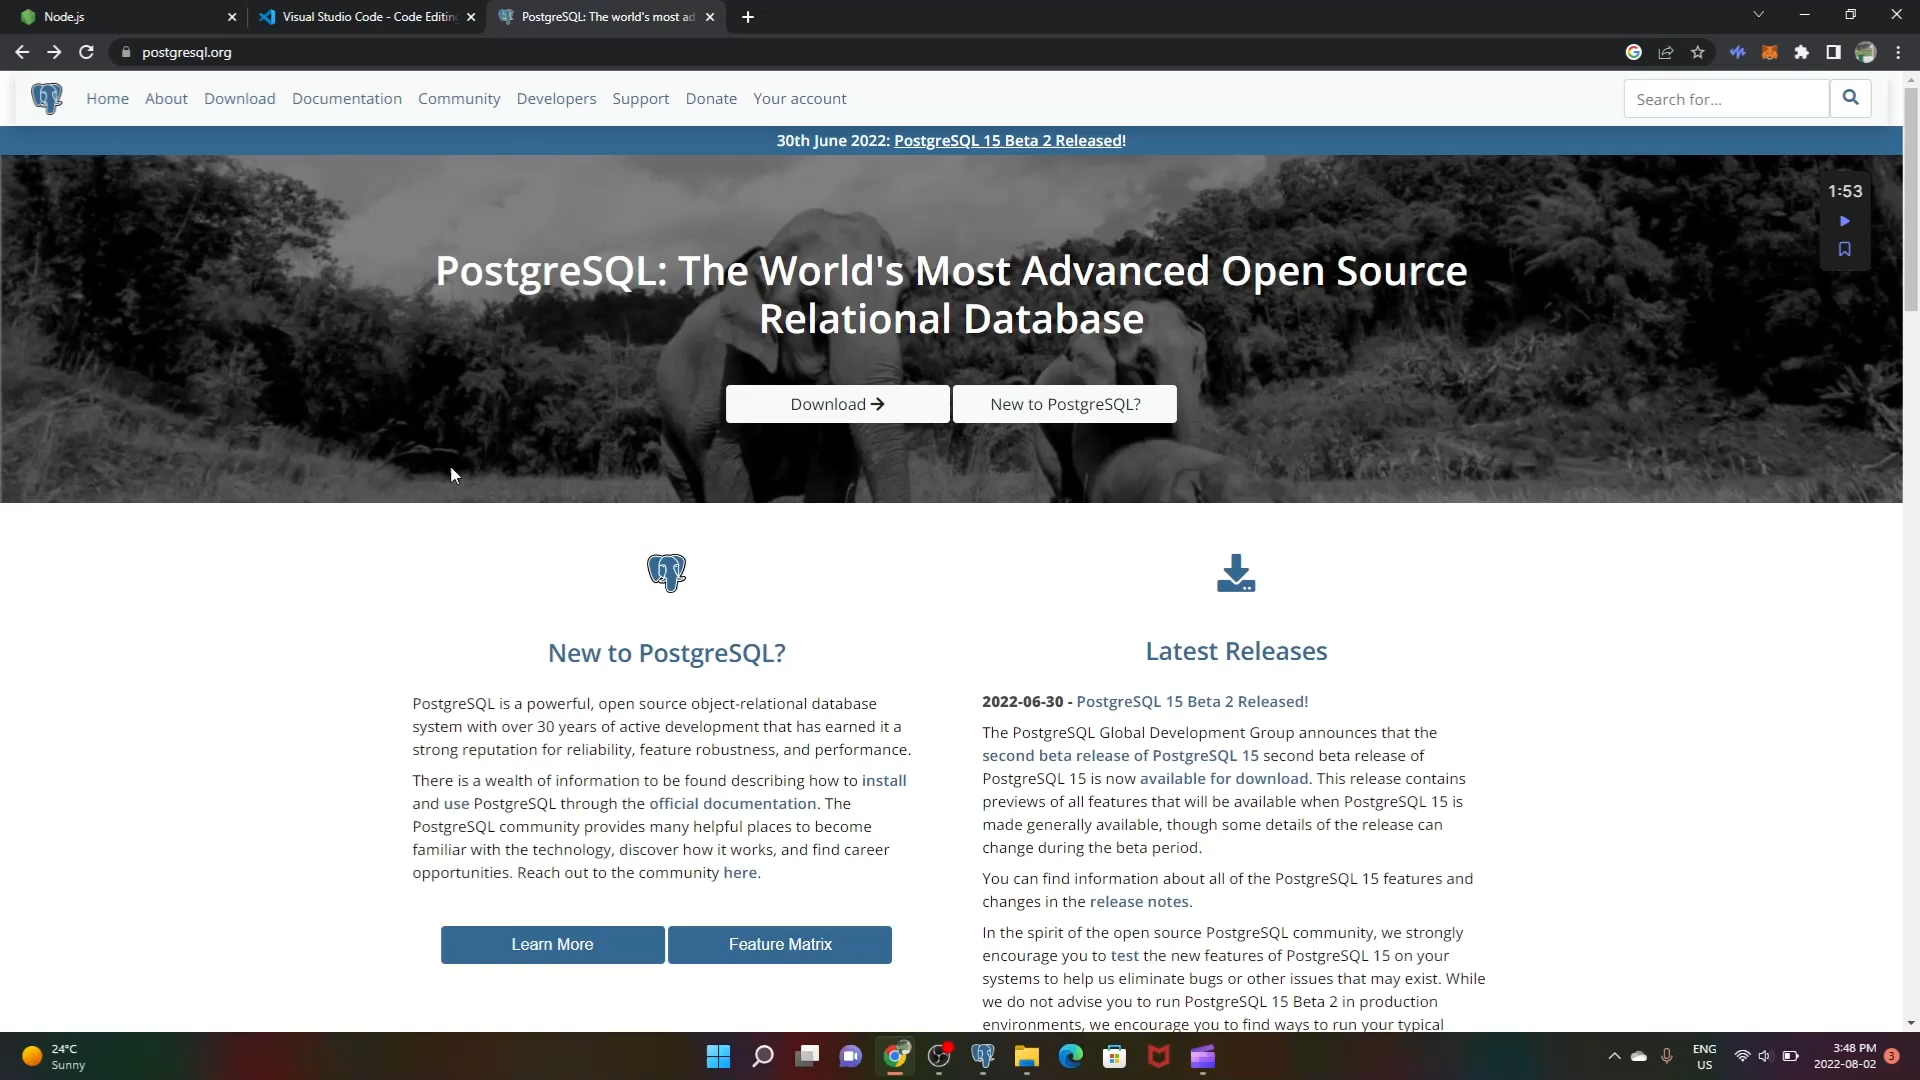 Node.js
Visual Studio Code - Code Editing
PostgreSQL: The world's most ad
postgresql.org
Home About Download Documentation Community Developers Support Donate Your account
Search for...
30th June 2022: PostgreSQL 15 Beta 2 Released!
1:53
PostgreSQL: The World's Most Advanced Open Source
Relational Database
Download
New to PostgreSQL?
New to PostgreSQL?
PostgreSQL is a powerful, open source object-relational database
system with over 30 years of active development that has earned it a
strong reputation for reliability, feature robustness, and performance.
There is a wealth of information to be found describing how to install
and use PostgreSQL through the official documentation. The
PostgreSQL community provides many helpful places to become
familiar with the technology, discover how it works, and find career
opportunities. Reach out to the community here.
Learn More
Feature Matrix
Latest Releases
2022-06-30 - PostgreSQL 15 Beta 2 Released!
The PostgreSQL Global Development Group announces that the
second beta release of PostgreSQL 15 second beta release of
PostgreSQL 15 is now available for download. This release contains
previews of all features that will be available when PostgreSQL 15 is
made generally available, though some details of the release can
change during the beta period.
You can find information about all of the PostgreSQL 15 features and
changes in the release notes.
In the spirit of the open source PostgreSQL community, we strongly
encourage you to test the new features of PostgreSQL 15 on your
systems to help us eliminate bugs or other issues that may exist. While
we do not advise you to run PostgreSQL 15 Beta 2 in production
environments, we encourage you to find ways to run your typical
24°C
Sunny
ENG
US
3:48 PM
2022-08-02
3